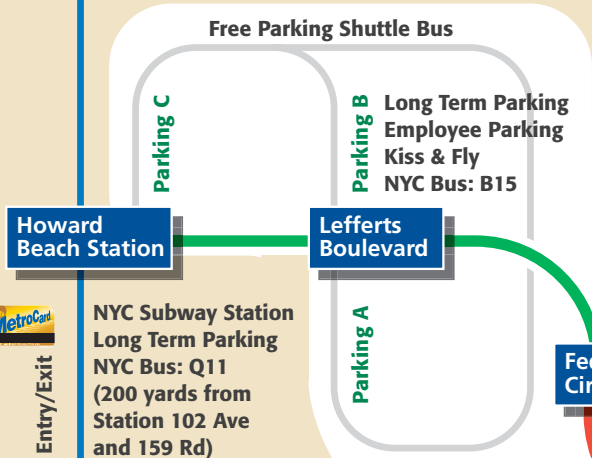 Free Parking Shuttle Bus
Parking C
Parking B
Long Term Parking
Employee Parking
Kiss & Fly
NYC Bus: B15
Howard
Beach Station
Lefferts
Boulevard
MetroCard
Entry/Exit
NYC Subway Station
Long Term Parking
NYC Bus: Q11
(200 yards from
Station 102 Ave
and 159 Rd)
Parking A